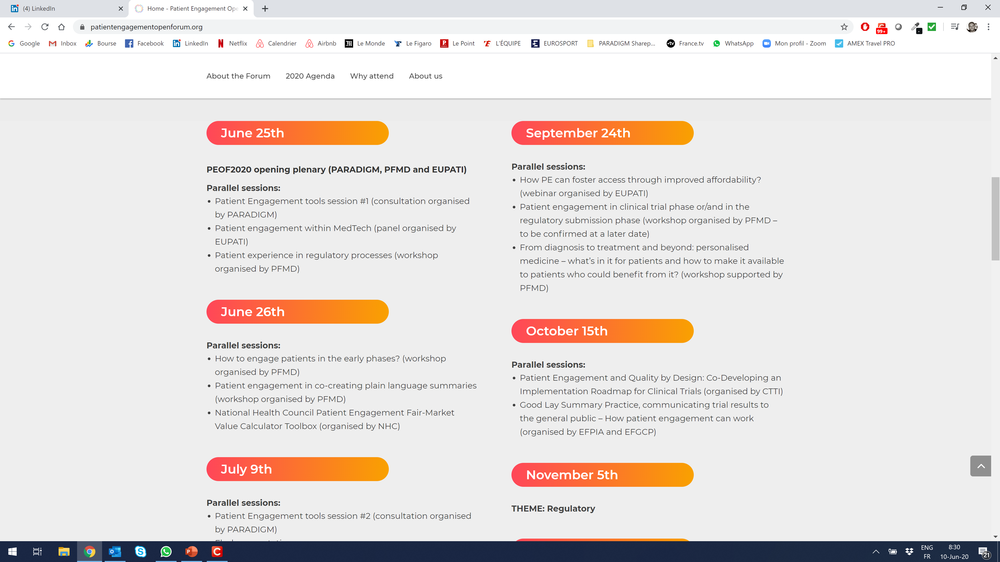 (4) LinkedIn
Home - Patient Engagement Ope
patientengagementopenforum.org
99+
Google Inbox Bourse Facebook LinkedIn Netflix Calendrier Airbnb Le Monde Le Figaro Le Point L'ÉQUIPE EUROSPORT PARADIGM Sharep... France.tv WhatsApp Mon profil - Zoom AMEX Travel PRO
About the Forum 2020 Agenda Why attend About us
June 25th
PEOF2020 opening plenary (PARADIGM, PFMD and EUPATI)
Parallel sessions:
• Patient Engagement tools session #1 (consultation organised
by PARADIGM)
• Patient engagement within MedTech (panel organised by
EUPATI)
• Patient experience in regulatory processes (workshop
organised by PFMD)
June 26th
Parallel sessions:
• How to engage patients in the early phases? (workshop
organised by PFMD)
• Patient engagement in co-creating plain language summaries
(workshop organised by PFMD)
• National Health Council Patient Engagement Fair-Market
Value Calculator Toolbox (organised by NHC)
July 9th
Parallel sessions:
• Patient Engagement tools session #2 (consultation organised
by PARADIGM)
September 24th
Parallel sessions:
• How PE can foster access through improved affordability?
(webinar organised by EUPATI)
• Patient engagement in clinical trial phase or/and in the
regulatory submission phase (workshop organised by PFMD –
to be confirmed at a later date)
• From diagnosis to treatment and beyond: personalised
medicine – what's in it for patients and how to make it available
to patients who could benefit from it? (workshop supported by
PFMD)
October 15th
Parallel sessions:
• Patient Engagement and Quality by Design: Co-Developing an
Implementation Roadmap for Clinical Trials (organised by CTTI)
• Good Lay Summary Practice, communicating trial results to
the general public – How patient engagement can work
(organised by EFPIA and EFGCP)
November 5th
THEME: Regulatory
ENG 8:30
FR 10-Jun-20 21